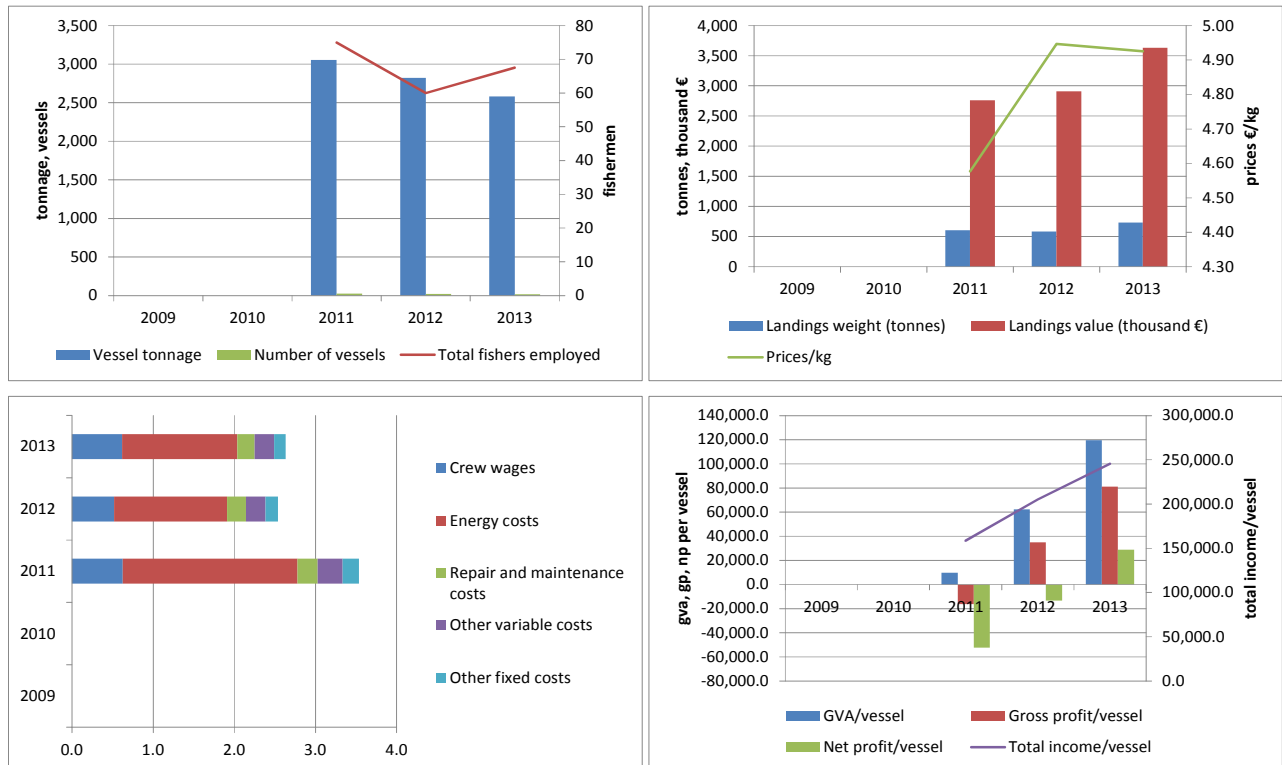 3,500
3,000
2,500
2,000
1,500
1,000
500
0
tonnage, vessels
80
70
60
50
40
30
20
10
0
fishermen
2009 2010 2011 2012 2013
Vessel tonnage Number of vessels Total fishers employed
4,000
3,500
3,000
2,500
2,000
1,500
1,000
500
0
tonnes, thousand €
5.00
4.90
4.80
4.70
4.60
4.50
4.40
4.30
prices €/kg
2009 2010 2011 2012 2013
Landings weight (tonnes) Landings value (thousand €)
Prices/kg
2013
2012
2011
2010
2009
0.0 1.0 2.0 3.0 4.0
Crew wages
Energy costs
Repair and maintenance
costs
Other variable costs
Other fixed costs
140,000.0
120,000.0
100,000.0
80,000.0
60,000.0
40,000.0
20,000.0
0.0
-20,000.0
-40,000.0
-60,000.0
-80,000.0
gva, gp, mp per vessel
300,000.0
250,000.0
200,000.0
150,000.0
100,000.0
50,000.0
0.0
total income/vessel
2009 2010 2011 2012 2013
GVA/vessel Gross profit/vessel
Net profit/vessel Total income/vessel